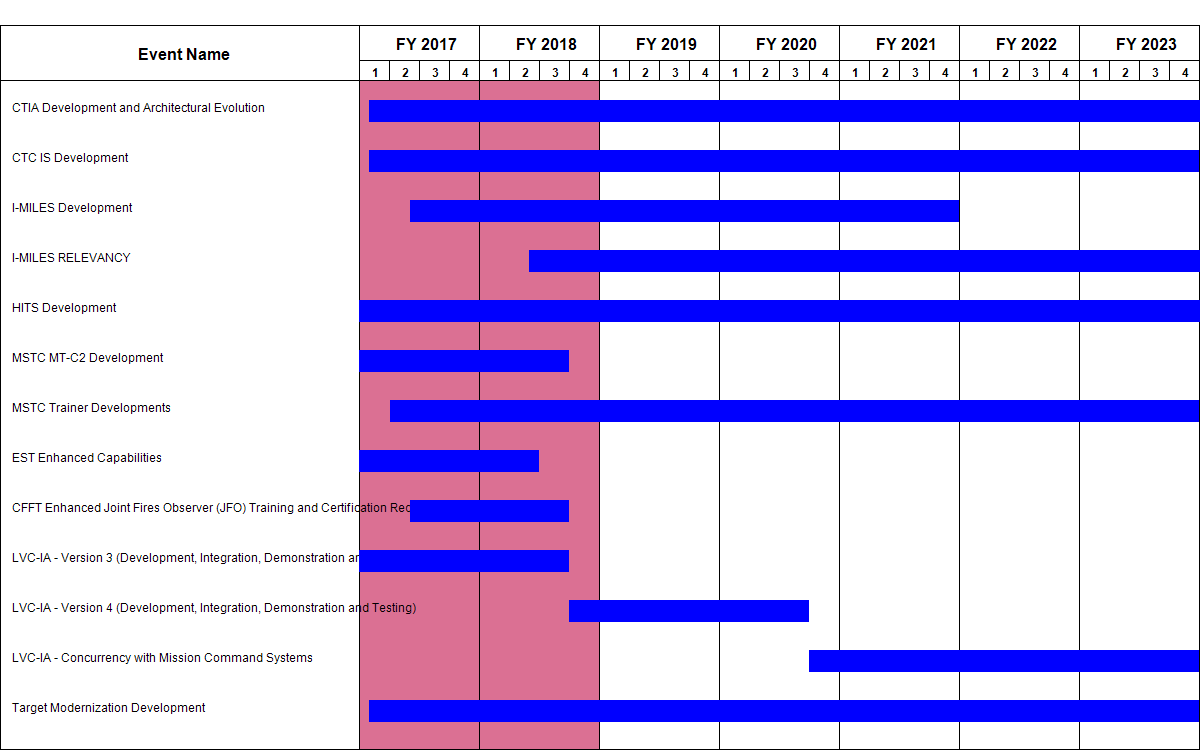 Event Name
FY 2017 FY 2018 FY 2019 FY 2020 FY 2021 FY 2022 FY 2023
1 2 3 4 1 2 3 4 1 2 3 4 1 2 3 4 1 2 3 4 1 2 3 4 1 2 3 4
CTIA Development and Architectural Evolution
CTC IS Development
I-MILES Development
I-MILES RELEVANCY
HITS Development
MSTC MT-C2 Development
MSTC Trainer Developments
EST Enhanced Capabilities
CFFT Enhanced Joint Fires Observer (JFO) Training and Certification
LVC-IA - Version 3 (Development, Integration, Demonstration
LVC-IA - Version 4 (Development, Integration, Demonstration and Testing)
LVC-IA - Concurrency with Mission Command Systems
Target Modernization Development